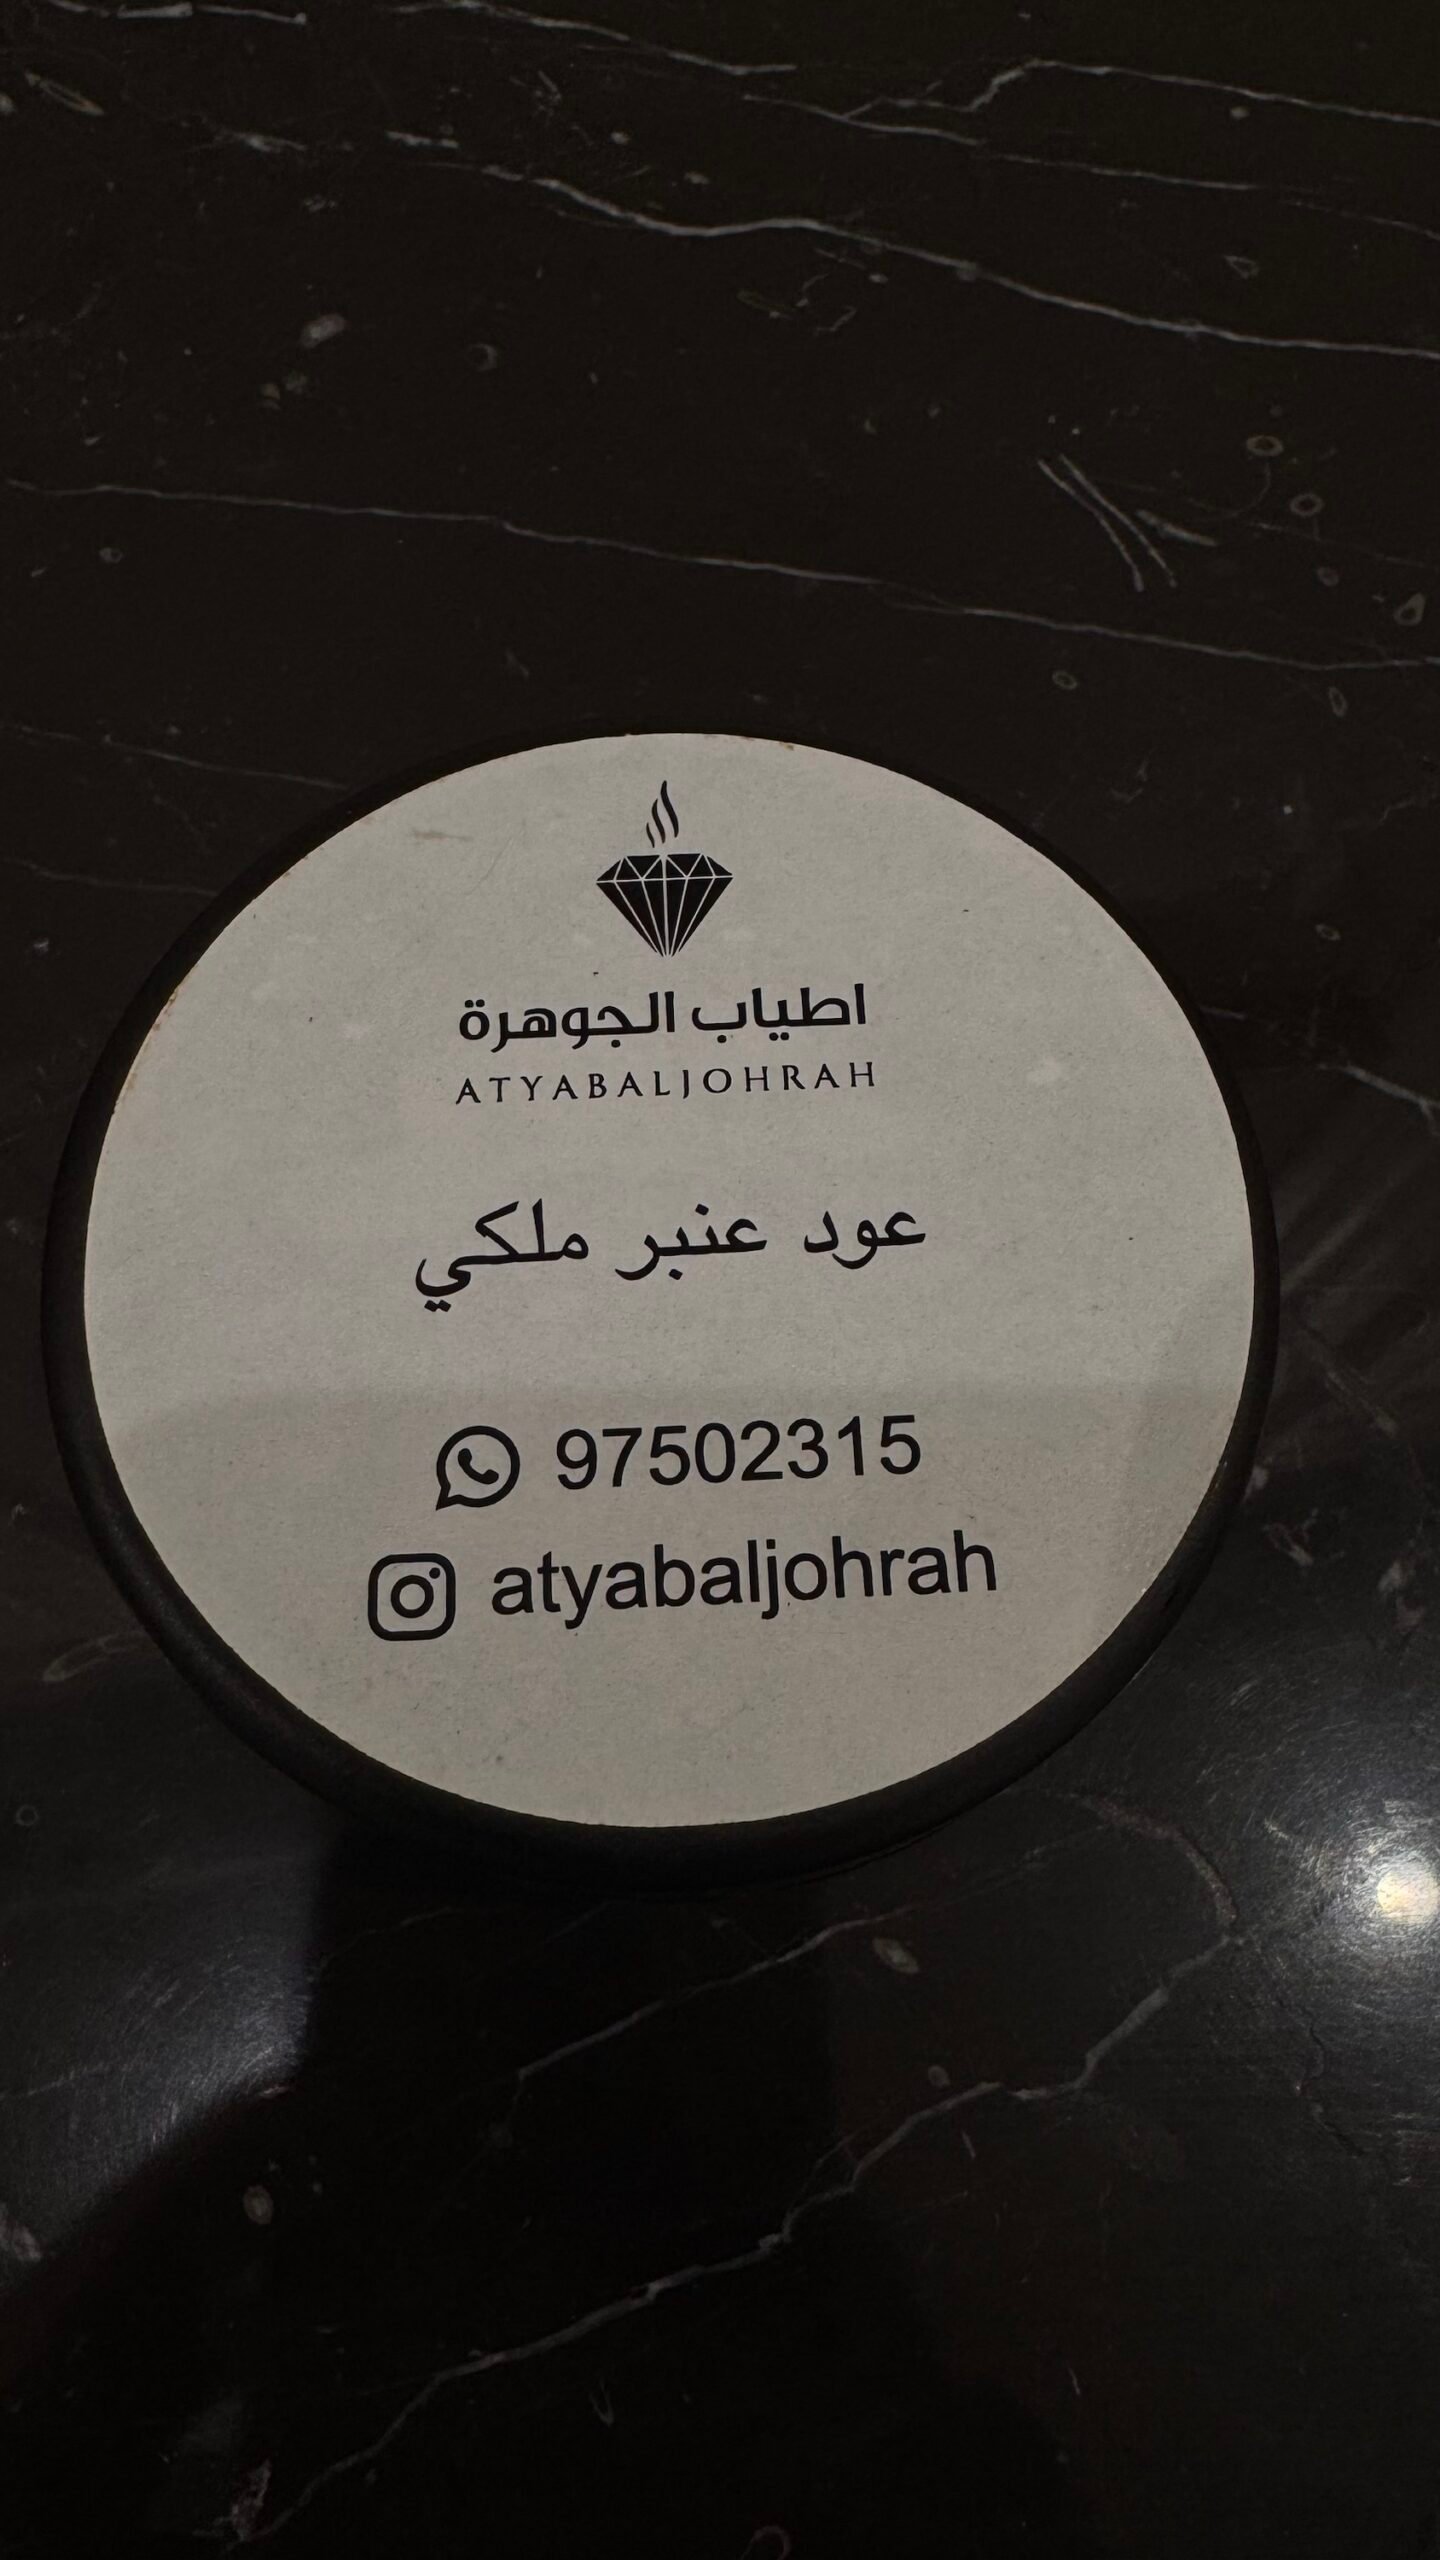 اطياب الجوهرة
ATYABALJOHRAH
عود عنبر ملكي
97502315
atyabaljohrah